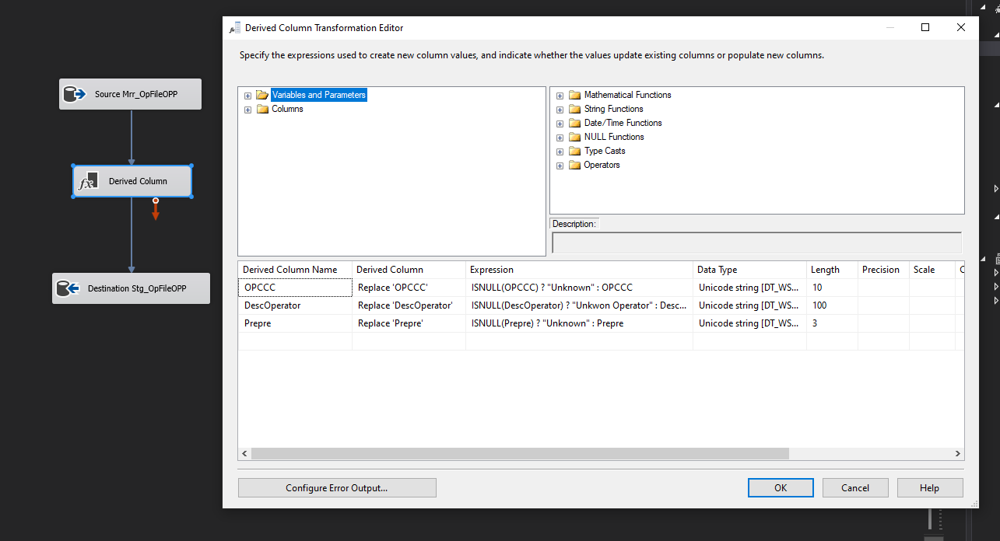 Derived Column Transformation Editor
Specify the expressions used to create new column values, and indicate whether the values update existing columns or populate new columns.
Source Mrr_OpFileOPP
Derived Column
Destination Stg_OpFileOPP
Variables and Parameters
Columns
Mathematical Functions
String Functions
Date/Time Functions
NULL Functions
Type Casts
Operators
Description:
Derived Column Name Derived Column Expression Data Type Length Precision Scale C
OPCCC Replace 'OPCCC' ISNULL(OPCCC) ? "Unknown" : OPCCC Unicode string [DT_WS... 10
DescOperator Replace 'DescOperator' ISNULL(DescOperator) ? "Unkwon Operator" : Desc... Unicode string [DT_WS... 100
Prepre Replace 'Prepre' ISNULL(Prepre) ? "Unknown" : Prepre Unicode string [DT_WS... 3
Configure Error Output... OK Cancel Help